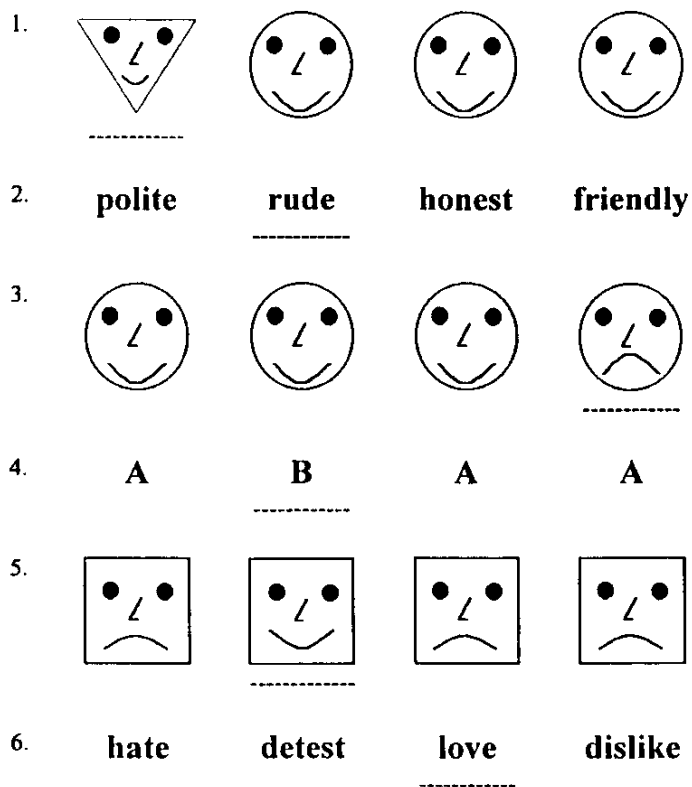 1.
2. polite rude honest friendly
3.
4. A B A A
5.
6. hate detest love dislike